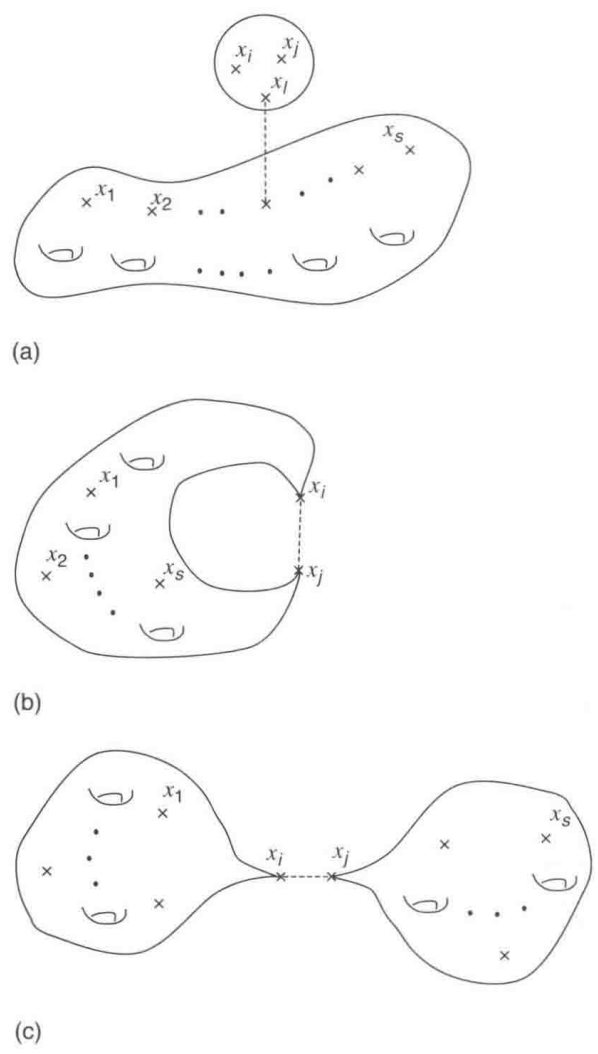 x_i x_j
x_l
x_s
x_1 x_2
(a)
x_1
x_i
x_2
x_s x_j
(b)
x_1
x_s
x_i x_j
(c)